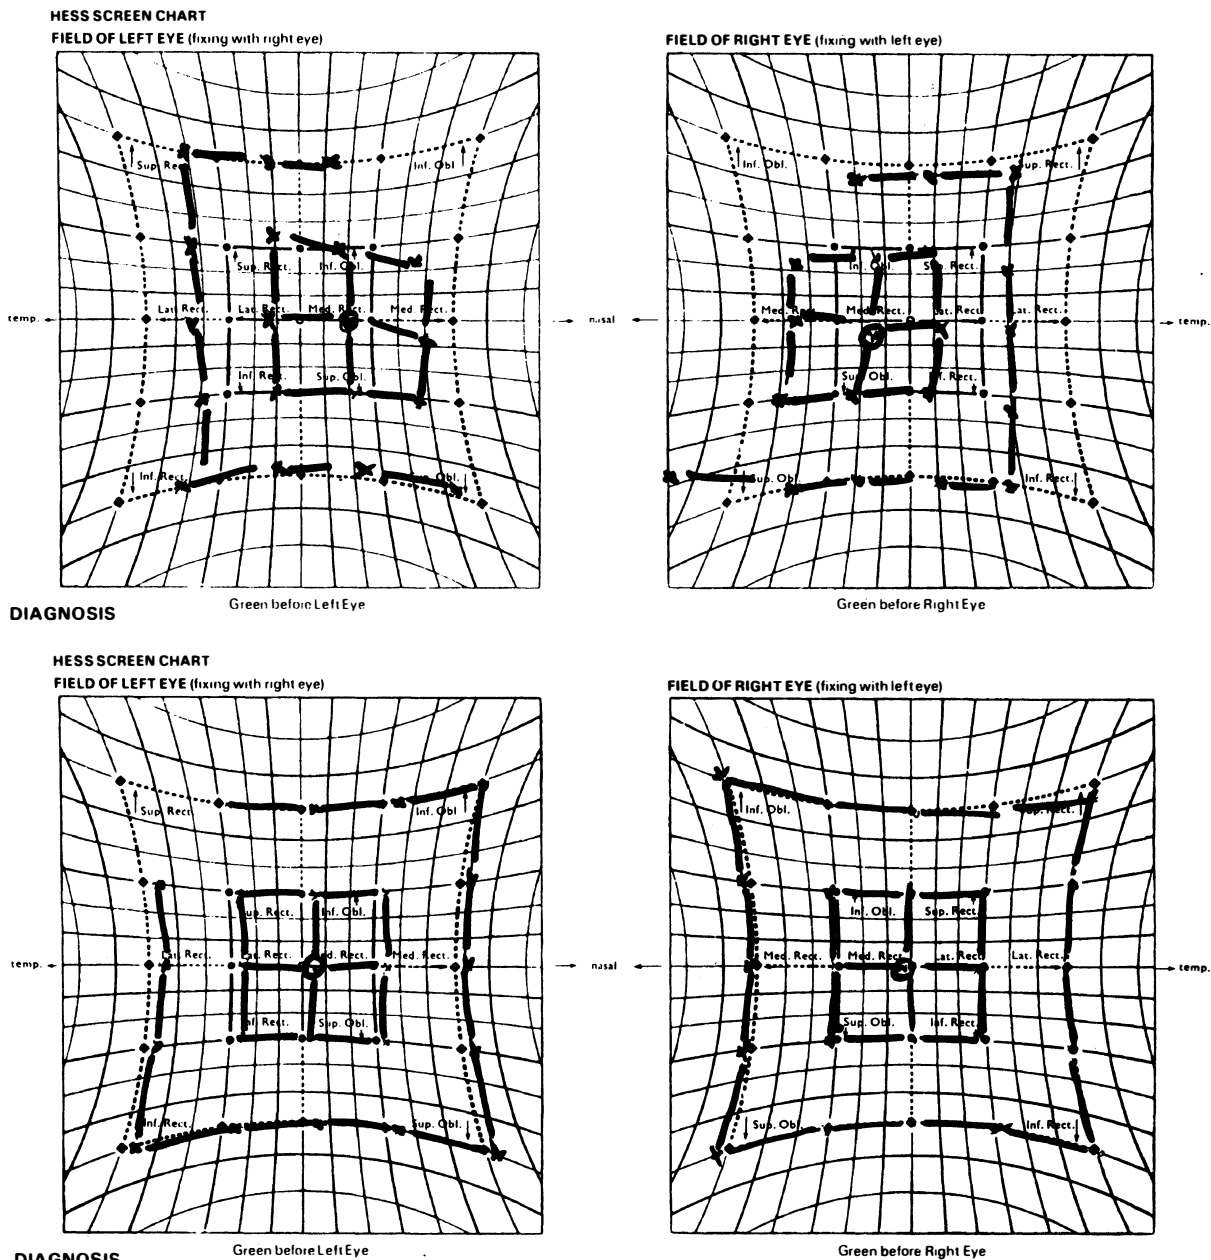 HESS SCREEN CHART
FIELD OF LEFT EYE (fixing with right eye)
FIELD OF RIGHT EYE (fixing with left eye)
Sup. Rect.
Inf. Obl.
Inf. Obl.
Sup. Rect.
Sup. Rect.
Inf. Obl.
Inf. Obl.
Sup. Rect.
temp.
Lat. Rect.
Lat. Rect.
Med. Rect.
Med. Rect.
nasal
Med. R
Med. Rect.
Lat. Rect.
Lat. Rect.
temp.
Inf. Rect.
Sup. Obl.
Sup. Obl.
Inf. Rect.
Inf. Rect.
Sup. Obl.
Sup. Obl.
Inf. Rect.
Green before Left Eye
Green before Right Eye
DIAGNOSIS
HESS SCREEN CHART
FIELD OF LEFT EYE (fixing with right eye)
FIELD OF RIGHT EYE (fixing with left eye)
Sup. Rect.
Inf. Obl
Inf. Obl.
Sup. Rect.
Sup. Rect.
Inf. Obl.
Inf. Obl.
Sup. Rect.
temp.
Lat. Rect.
Lat. Rect.
Med. Rect.
Med. Rect.
nasal
Med. Rect.
Med. Rect.
Lat. Rect.
Lat. Rect.
temp.
Inf. Rect.
Sup. Obl.
Sup. Obl
Inf. Rect.
Inf. Rect.
Sup. Obl.
Sup. Obl.
Inf. Rect.
Green before Left Eye
Green before Right Eye
DIAGNOSIS